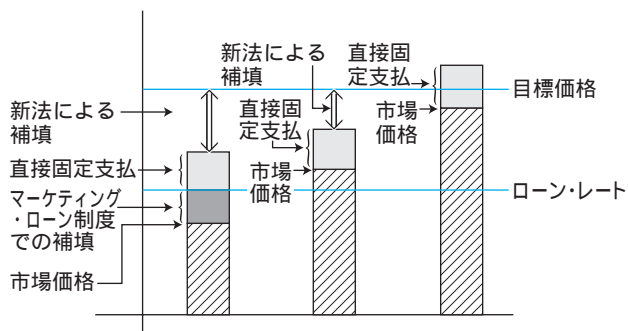 新法による
補填
直接固定支払
マーケティング
・ローン制度
での補填
市場価格
新法による
補填
直接固
定支払
市場
価格
直接固
定支払
市場
価格
目標価格
ローン・レート